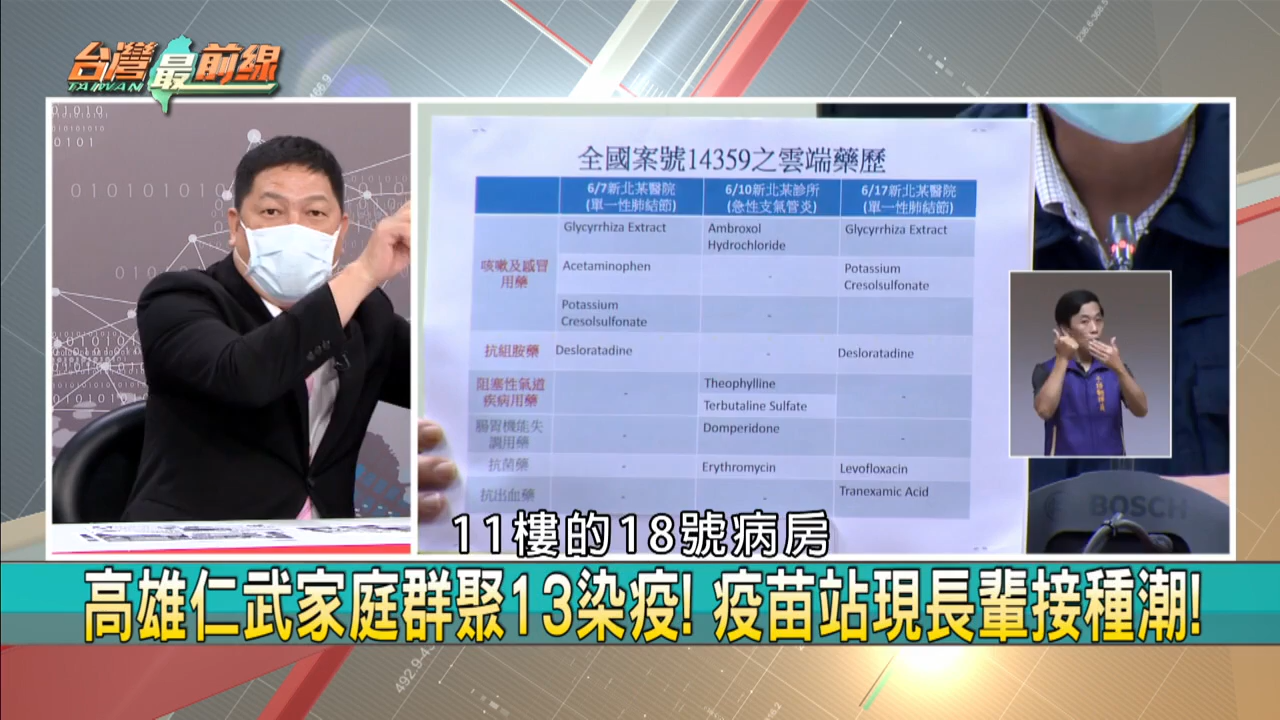 台灣最前線
TAIWAN
全國案號14359之雲端藥歷
6/7新北某醫院 6/10新北某診所 6/17新北某醫院
(單一性肺結節) (急性支氣管炎) (單一性肺結節)
咳嗽及感冒用藥
Glycyrrhiza Extract Ambroxol Hydrochloride Glycyrrhiza Extract
Acetaminophen - Potassium Cresolsulfonate
Potassium Cresolsulfonate -
抗組胺藥 Desloratadine - Desloratadine
阻塞性氣道疾病用藥 - Theophylline -
Terbutaline Sulfate
腸胃機能失調用藥 - Domperidone -
抗菌藥 - Erythromycin Levofloxacin
抗出血藥 - - Tranexamic Acid
BOSCH
11樓的18號病房
高雄仁武家庭群聚13染疫! 疫苗站現長輩接種潮!